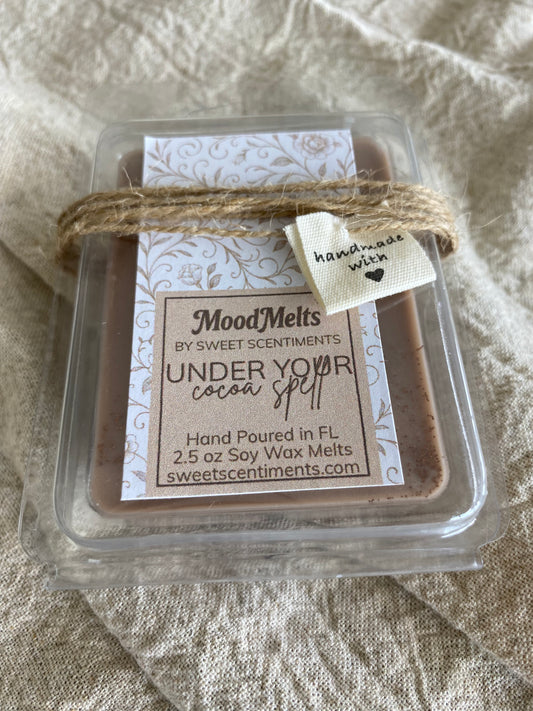 handmade
with ♥
MoodMelts
BY SWEET SCENTIMENTS
UNDER YOUR
cocoa spell
Hand Poured in FL
2.5 oz Soy Wax Melts
sweetscentiments.com